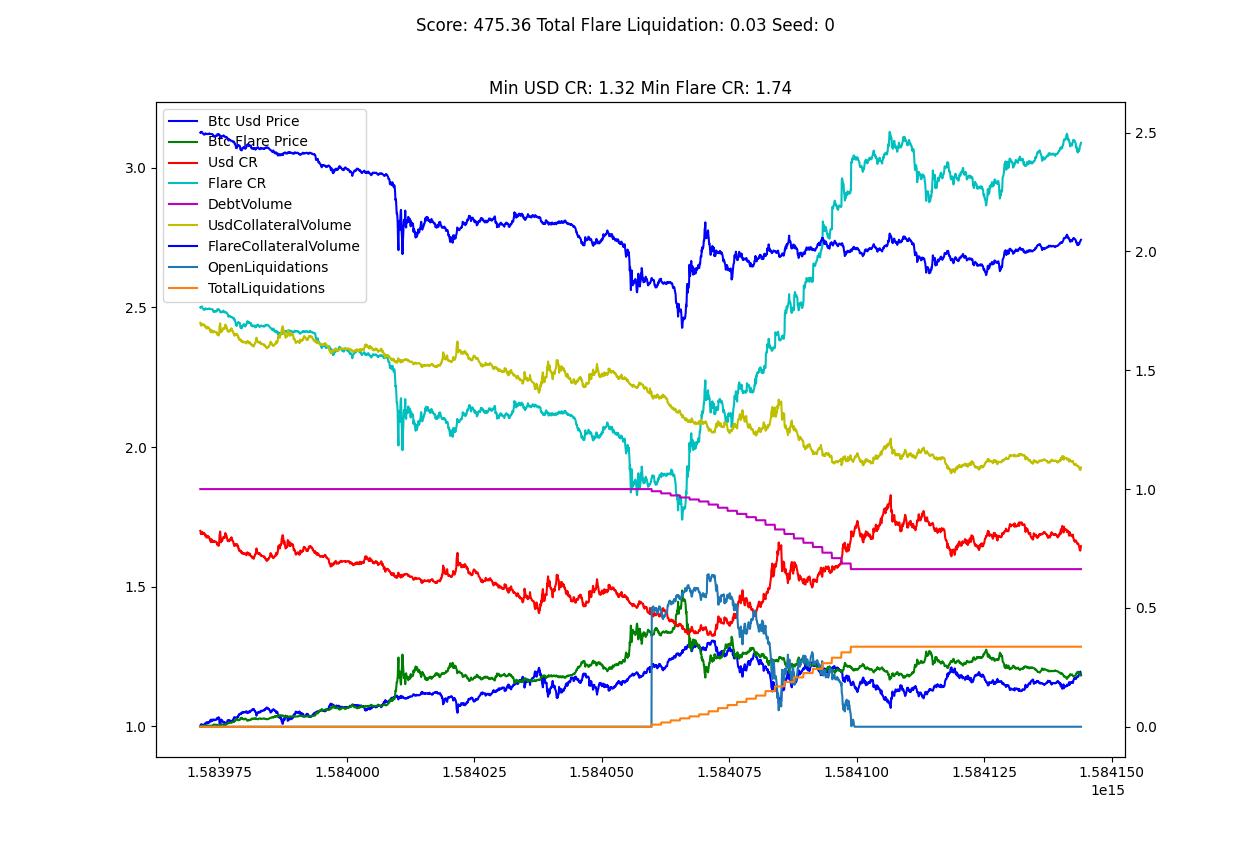 Score: 475.36 Total Flare Liquidation: 0.03 Seed: 0
Min USD CR: 1.32 Min Flare CR: 1.74
Btc Usd Price
Btc Flare Price
Usd CR
Flare CR
DebtVolume
UsdCollateralVolume
FlareCollateralVolume
OpenLiquidations
TotalLiquidations
3.0
2.5
2.0
1.5
1.0
2.5
2.0
1.5
1.0
0.5
0.0
1.583975 1.584000 1.584025 1.584050 1.584075 1.584100 1.584125 1.584150
1e15